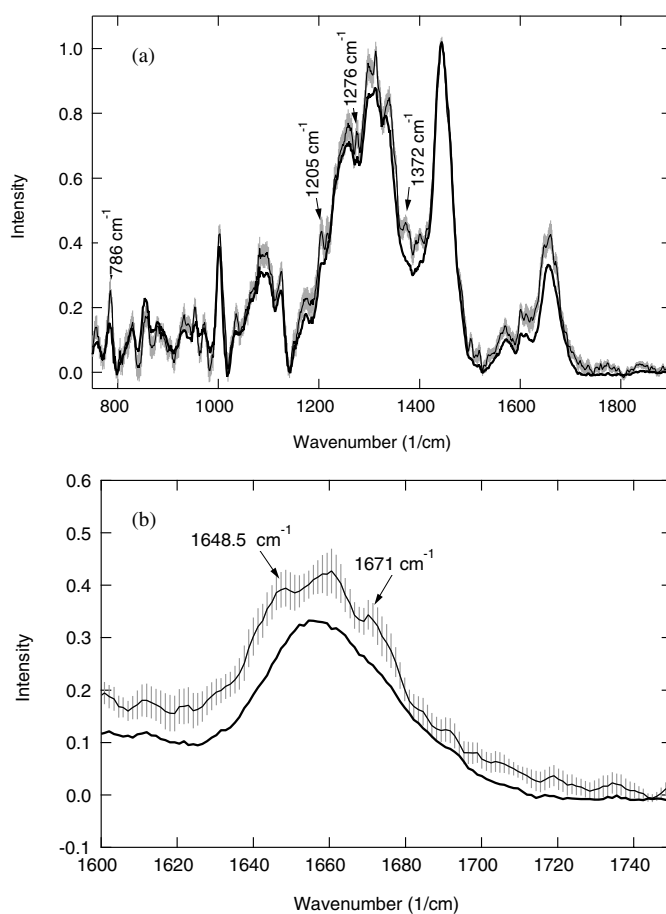 (a)
1.0
0.8
0.6
0.4
0.2
0.0
Intensity
786 cm-1
1205 cm-1
1276 cm-1
1372 cm-1
800
1000
1200
1400
1600
1800
Wavenumber (1/cm)
(b)
0.6
0.5
0.4
0.3
0.2
0.1
0.0
-0.1
Intensity
1648.5 cm-1
1671 cm-1
1600
1620
1640
1660
1680
1700
1720
1740
Wavenumber (1/cm)